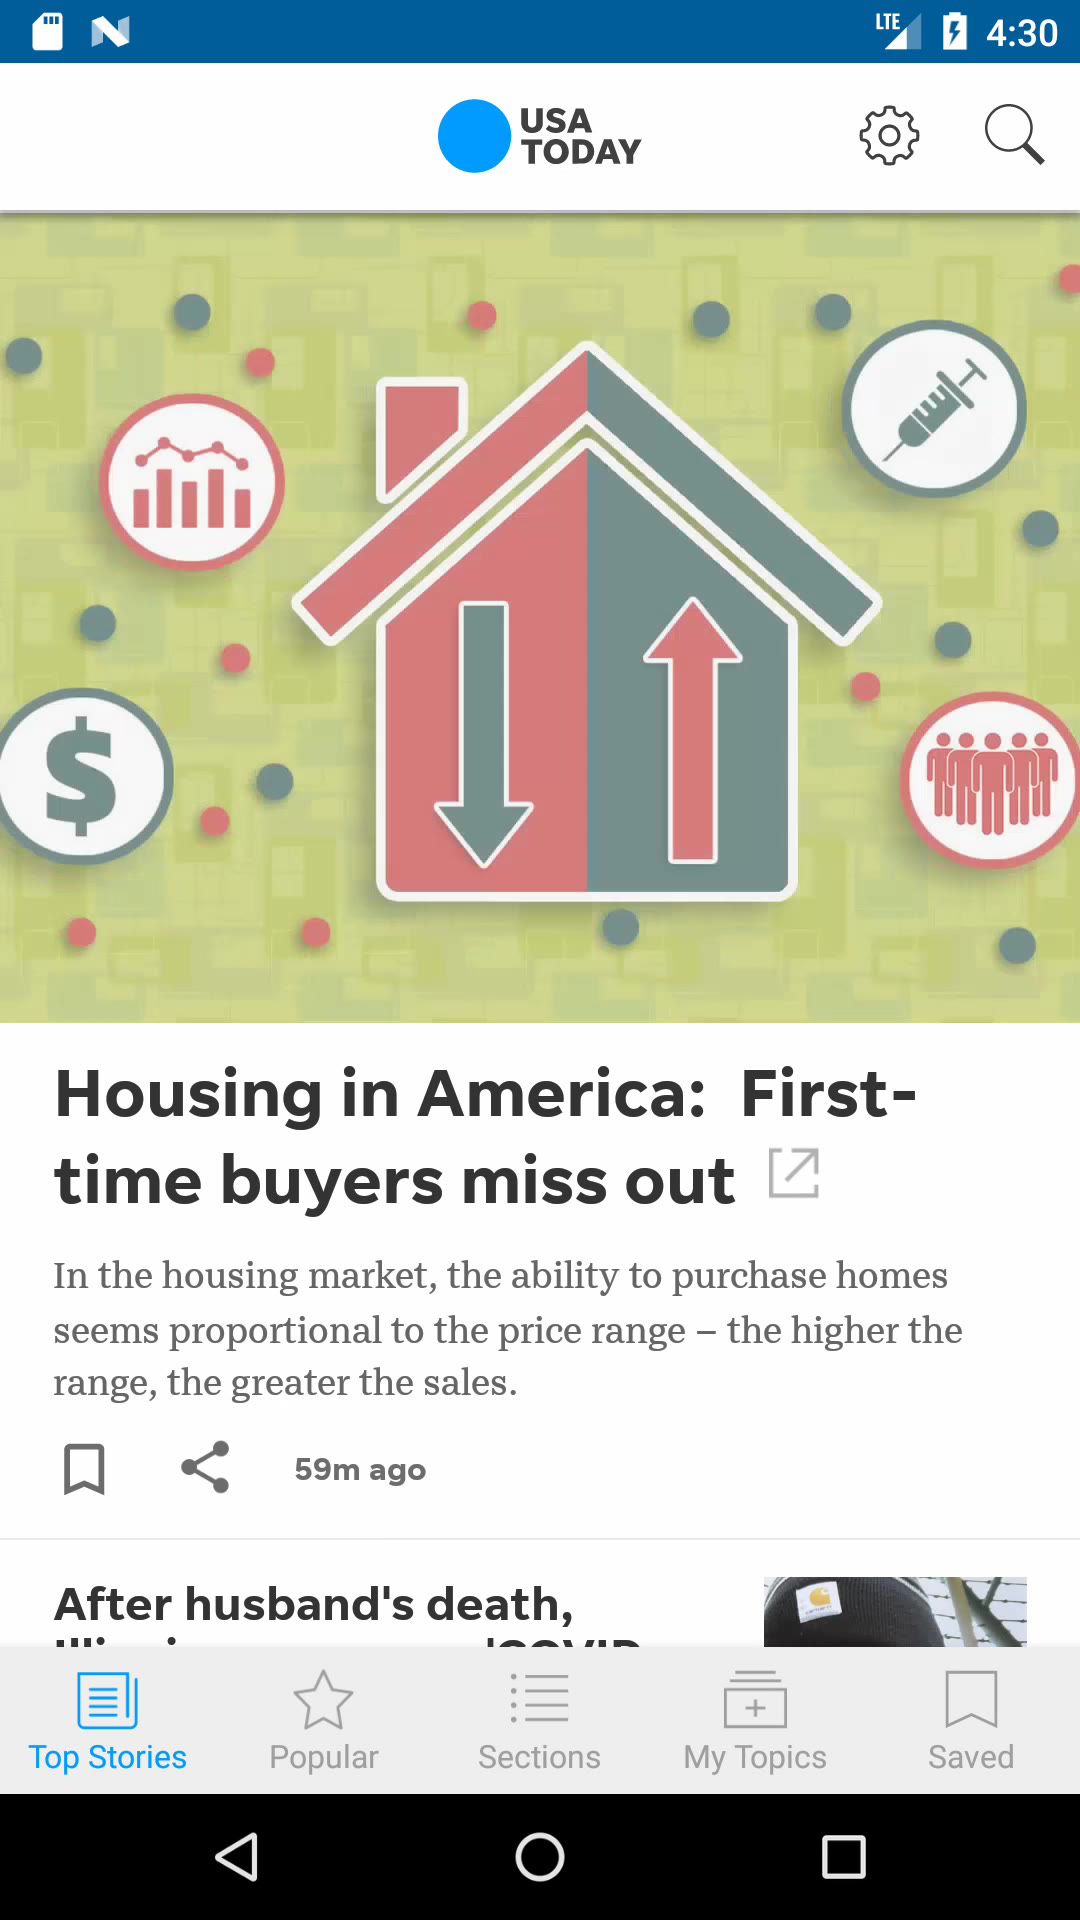 LTE 4:30
USA
TODAY
$
Housing in America: First-
time buyers miss out
In the housing market, the ability to purchase homes
seems proportional to the price range – the higher the
range, the greater the sales.
59m ago
After husband's death,
Top Stories
Popular
Sections
My Topics
Saved